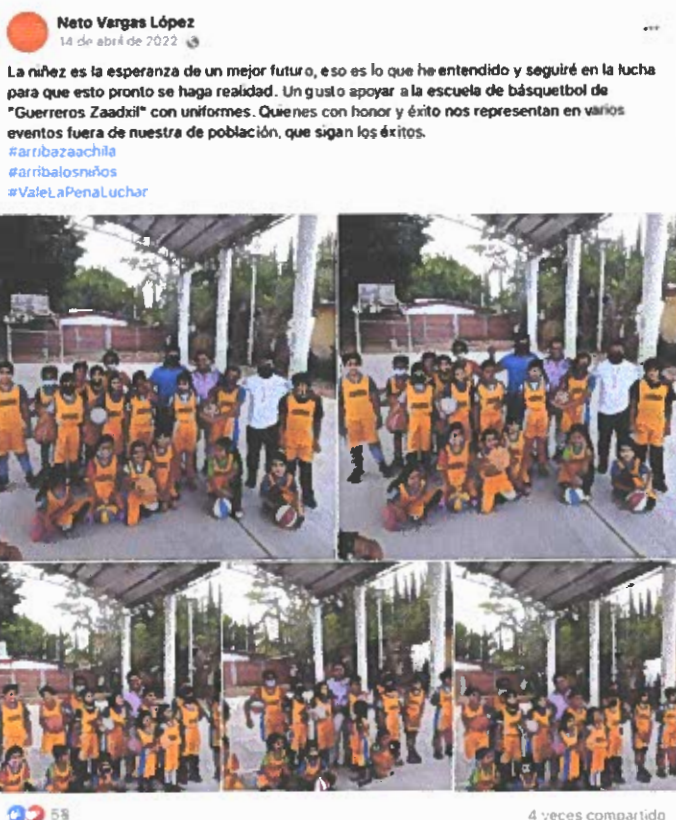 Neto Vargas López
14 de abril de 2022
La niñez es la esperanza de un mejor futuro, eso es lo que he entendido y seguiré en la lucha
para que esto pronto se haga realidad. Un gusto apoyar a la escuela de básquetbol de
"Guerreros Zaadxil" con uniformes. Quienes con honor y éxito nos representan en varios
eventos fuera de nuestra de población, que sigan los éxitos.
#arribazaachila
#arribalosniños
#ValeLaPenaLuchar
58
4 veces compartido